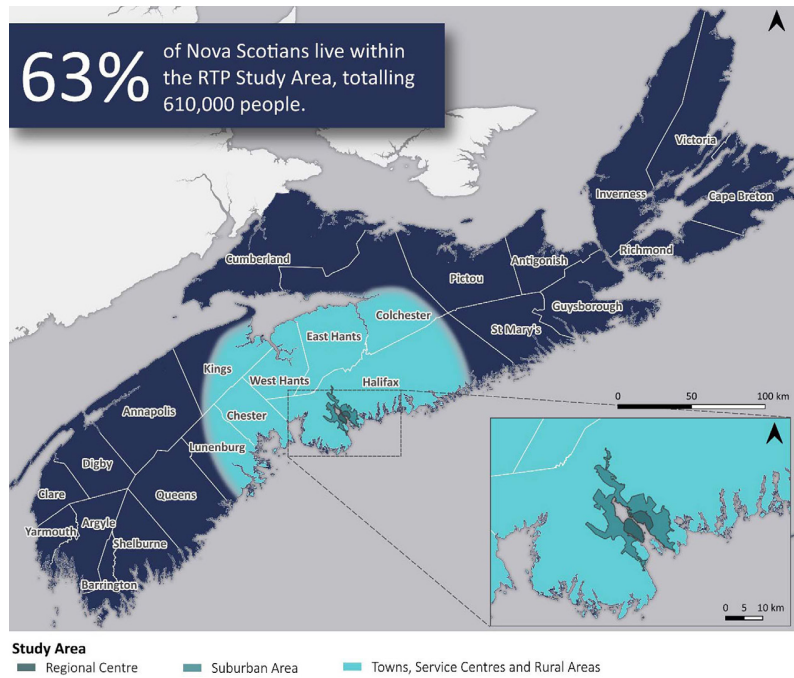 63%
of Nova Scotians live within
the RTP Study Area, totalling
610,000 people.
Victoria
Inverness
Cape Breton
Richmond
Cumberland
Antigonish
Pictou
Guysborough
Colchester
St Mary's
East Hants
Kings
West Hants
Halifax
Annapolis
Chester
Lunenburg
Digby
Clare
Queens
Yarmouth
Argyle
Shelburne
Barrington
0 50 100 km
0 5 10 km
Study Area
Regional Centre
Suburban Area
Towns, Service Centres and Rural Areas